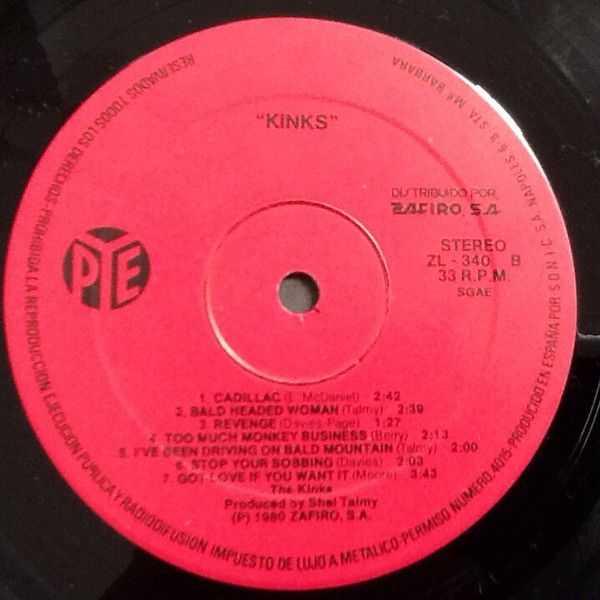 "KINKS"
DISTRIBUIDO POR
ZAFIRO, S.A.
PYE
STEREO
ZL - 340 B
33 R.P.M.
SGAE
1. CADILLAC (E. McDaniel) 2:42
2. BALD HEADED WOMAN (Talmy) 2:39
3. REVENGE (Davies-Page) 1:27
4. TOO MUCH MONKEY BUSINESS (Berry) 2:13
5. I'VE BEEN DRIVING ON BALD MOUNTAIN (Talmy) 2:00
6. STOP YOUR SOBBING (Davies) 2:03
7. GOT LOVE IF YOU WANT IT (Moore) 3:43
The Kinks
Produced by Shel Talmy
(P) 1980 ZAFIRO, S.A.
RESERVADOS TODOS LOS DERECHOS PROHIBIDA LA REPRODUCCION EJECUCION PUBLICA Y RADIODIFUSION IMPUESTO DE LUJO A METALICO-PERMISO NUMERO 4015-PRODUCIDO EN ESPAÑA POR SONIC S.A. NAPOLES 6-8 STA Mª BARBARA